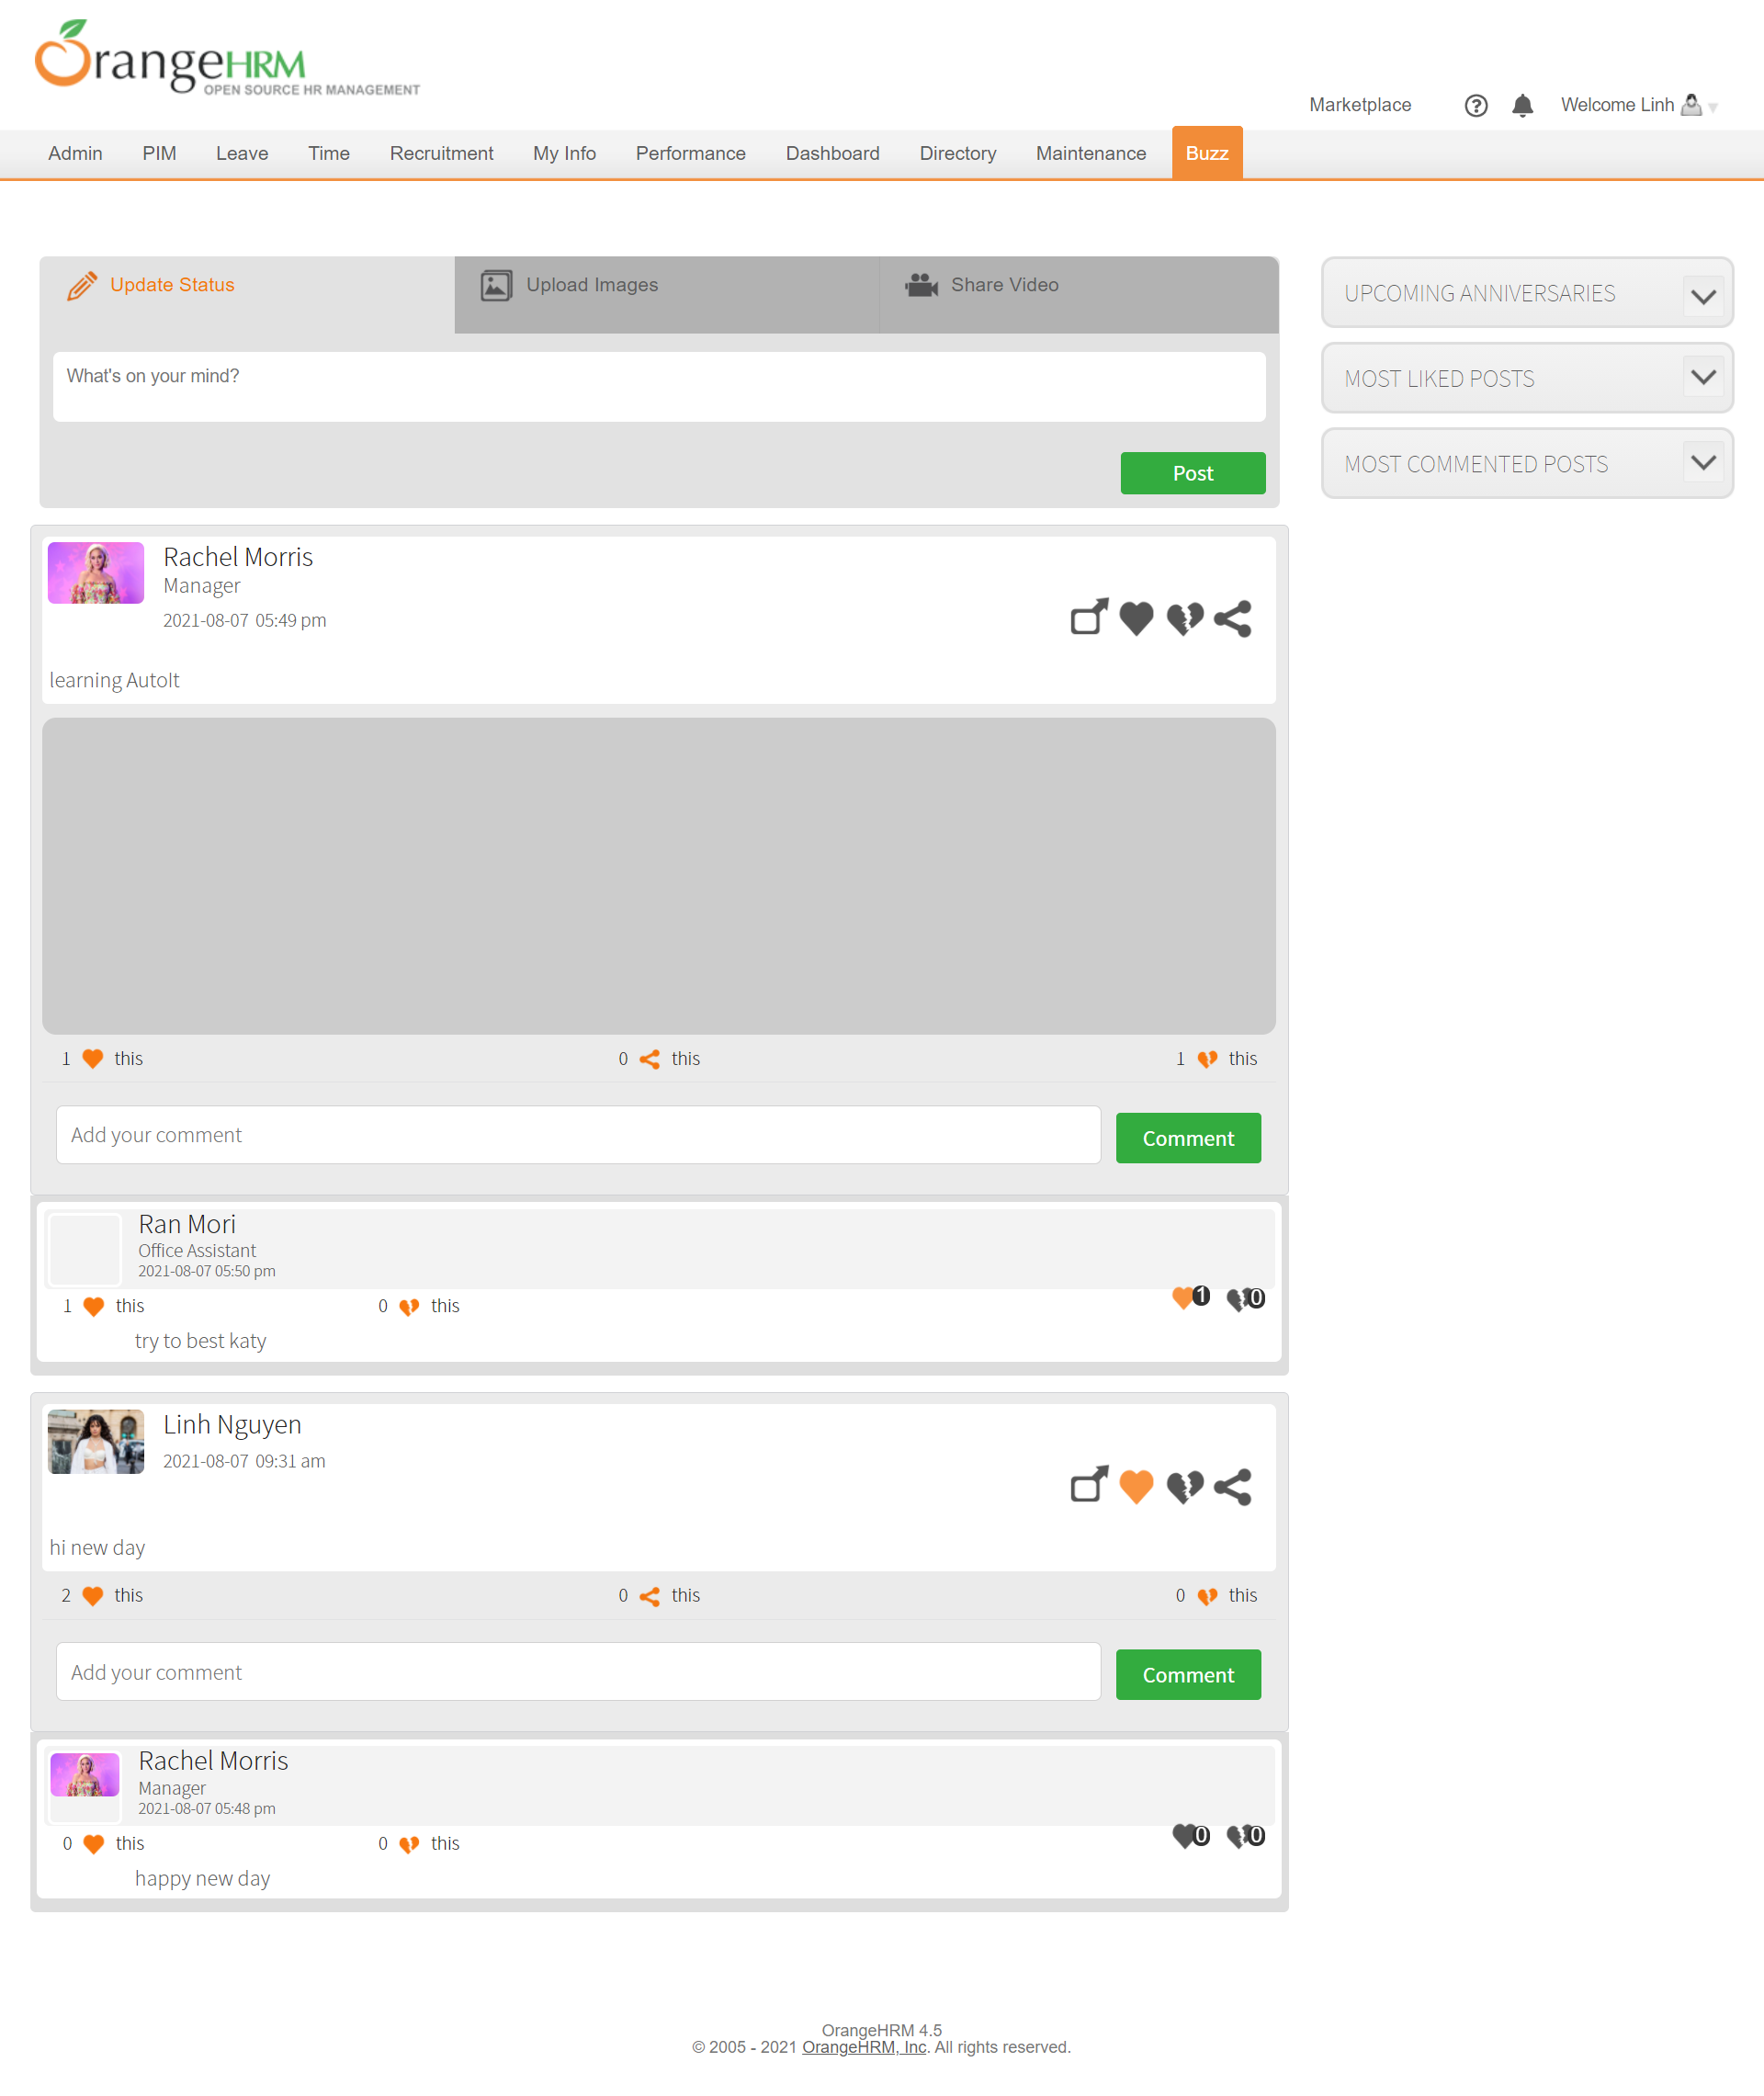 OrangeHRM
OPEN SOURCE HR MANAGEMENT
Marketplace Welcome Linh
Admin PIM Leave Time Recruitment My Info Performance Dashboard Directory Maintenance Buzz
Update Status Upload Images Share Video
What's on your mind?
Post
UPCOMING ANNIVERSARIES
MOST LIKED POSTS
MOST COMMENTED POSTS
Rachel Morris
Manager
2021-08-07 05:49 pm
learning AutoIt
1 this 0 this 1 this
Add your comment Comment
Ran Mori
Office Assistant
2021-08-07 05:50 pm
1 this 0 this 1 0
try to best katy
Linh Nguyen
2021-08-07 09:31 am
hi new day
2 this 0 this 0 this
Add your comment Comment
Rachel Morris
Manager
2021-08-07 05:48 pm
0 this 0 this 0 0
happy new day
OrangeHRM 4.5
© 2005 - 2021 OrangeHRM, Inc. All rights reserved.